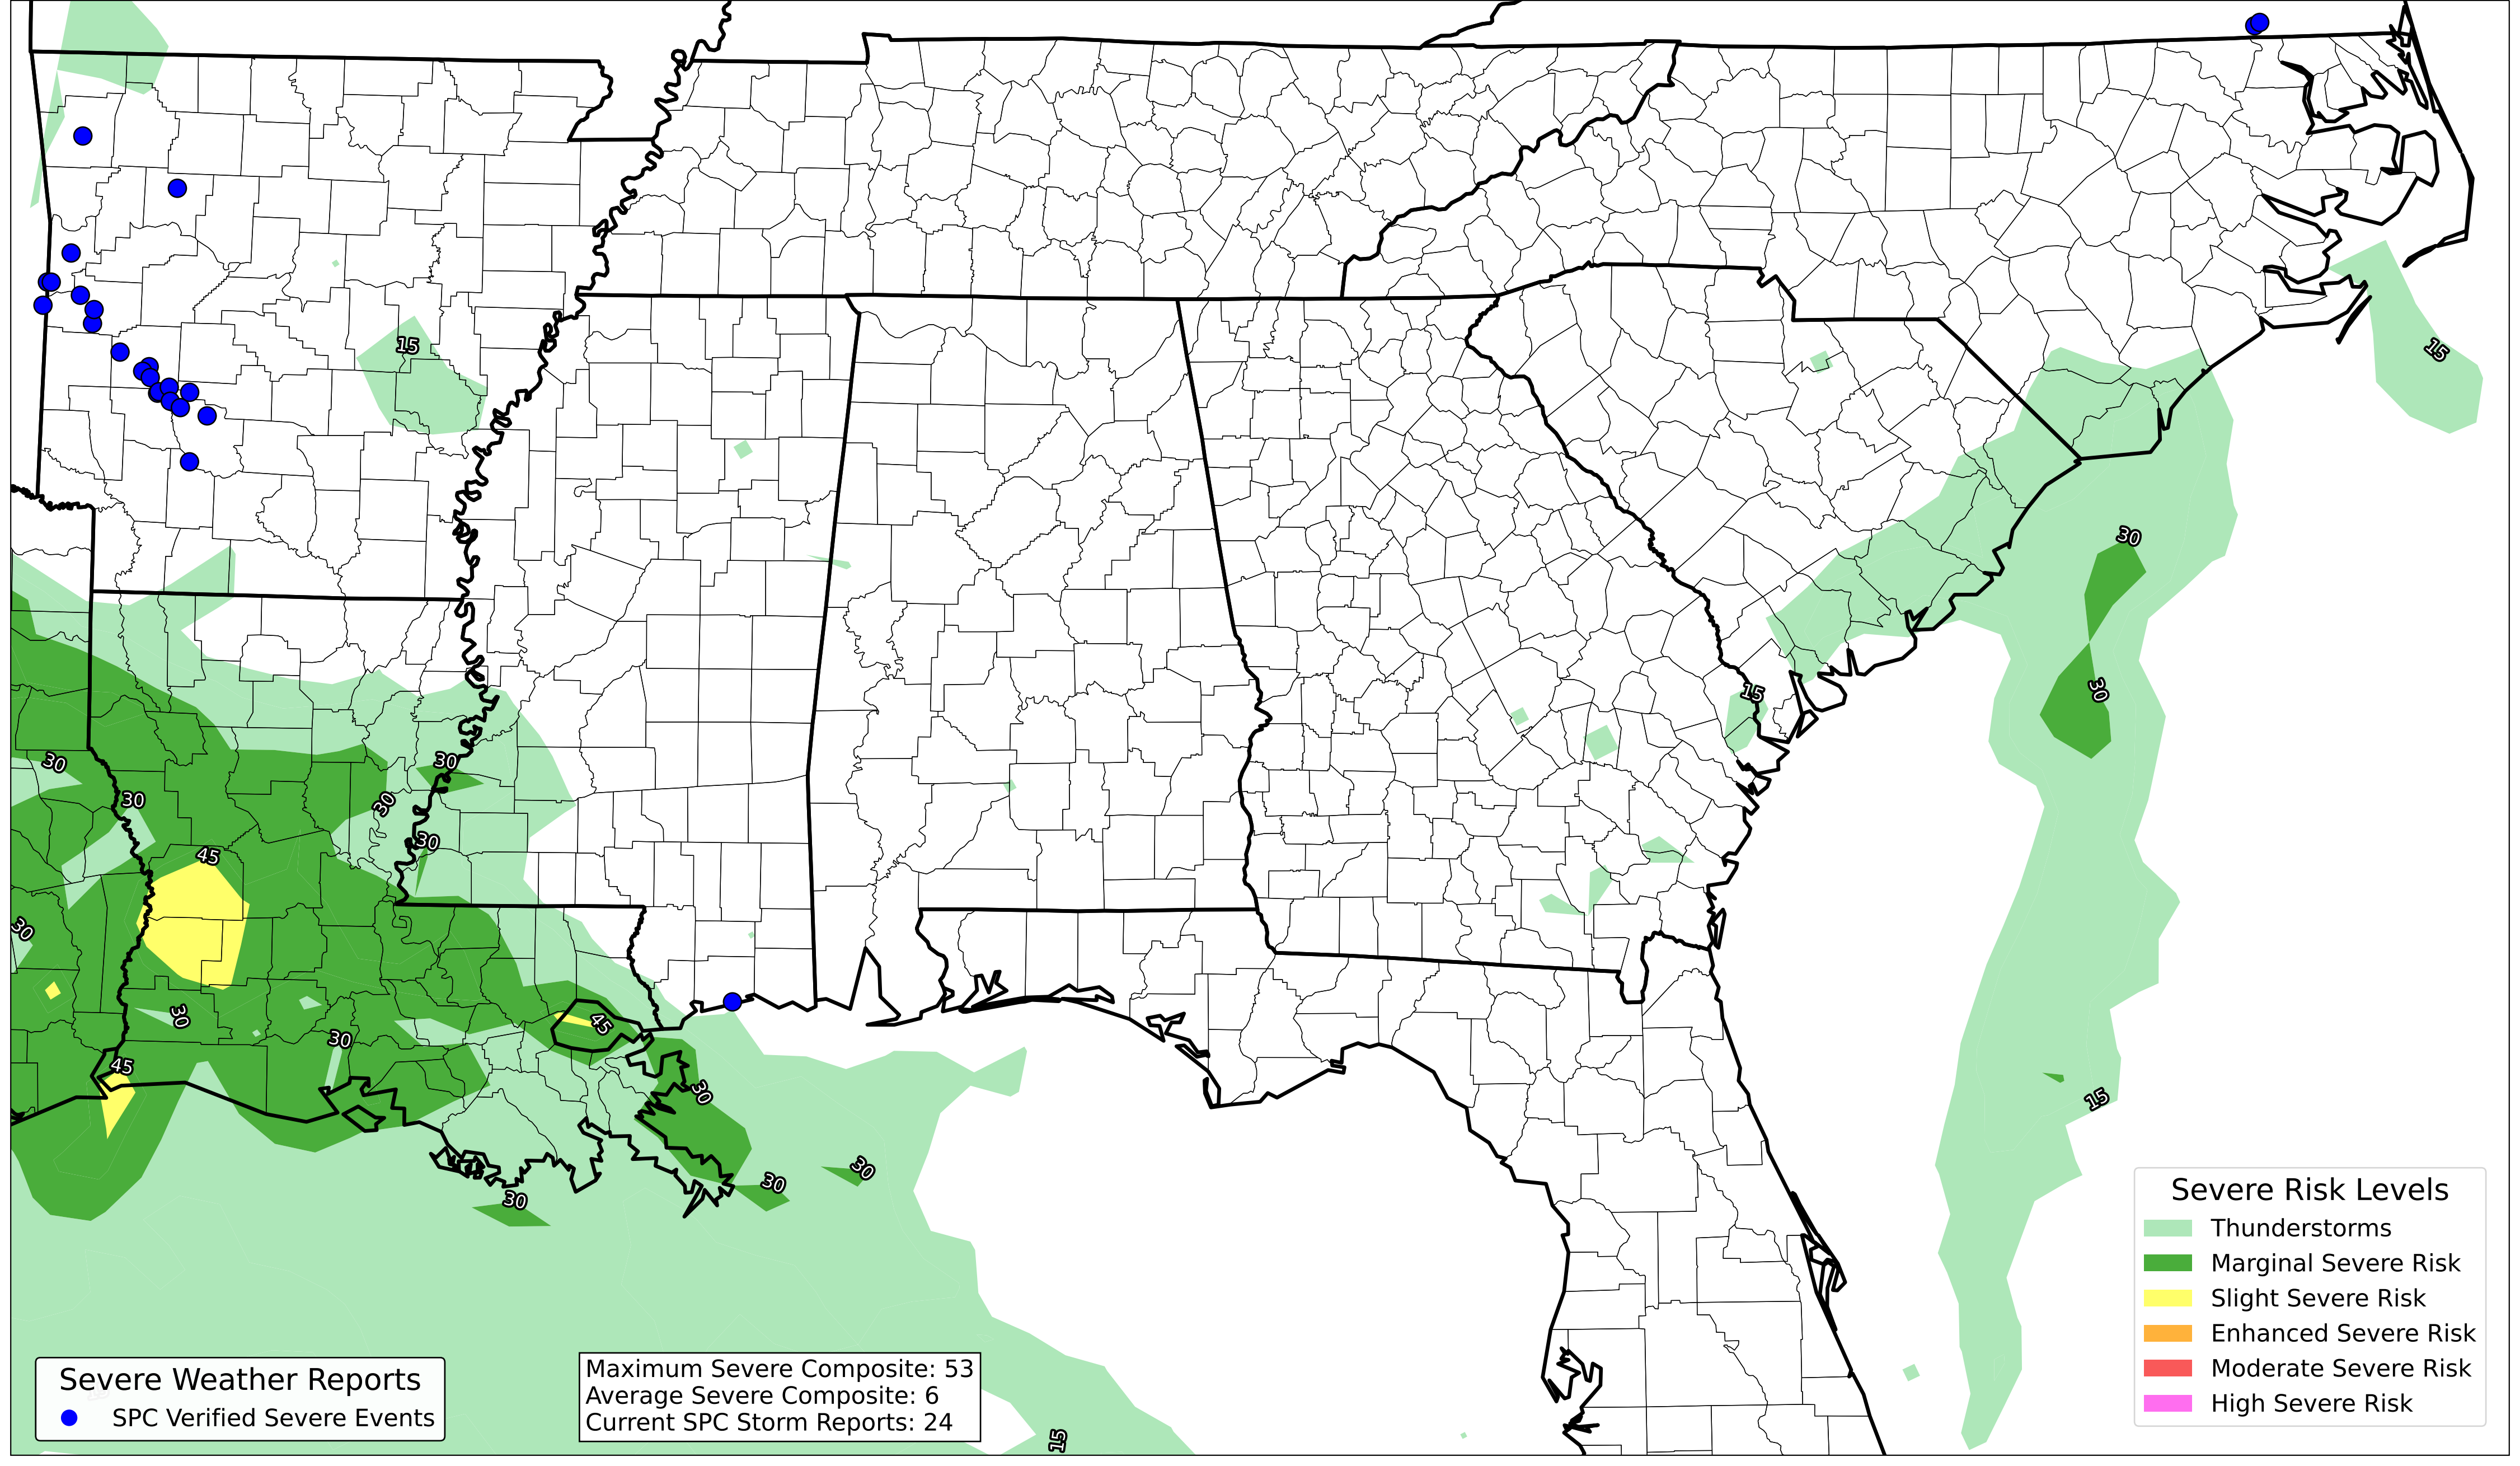 15
15
30
15
30
30
30
30
30
30
45
30
30
30
45
45
30
15
30
30
30
Severe Weather Reports
SPC Verified Severe Events
Maximum Severe Composite: 53
Average Severe Composite: 6
Current SPC Storm Reports: 24
15
Severe Risk Levels
Thunderstorms
Marginal Severe Risk
Slight Severe Risk
Enhanced Severe Risk
Moderate Severe Risk
High Severe Risk